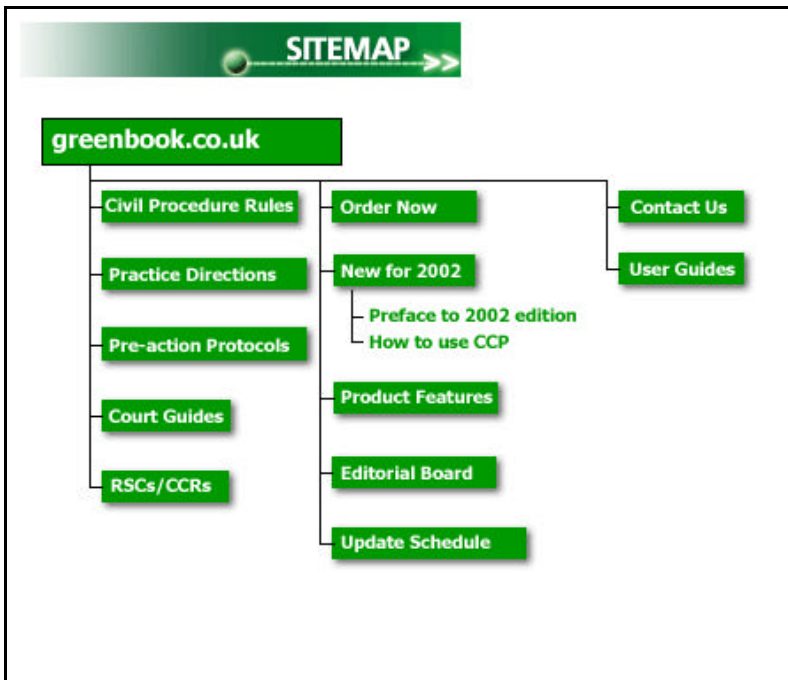 SITEMAP >>
greenbook.co.uk
Civil Procedure Rules
Practice Directions
Pre-action Protocols
Court Guides
RSCs/CCRs
Order Now
New for 2002
Preface to 2002 edition
How to use CCP
Product Features
Editorial Board
Update Schedule
Contact Us
User Guides